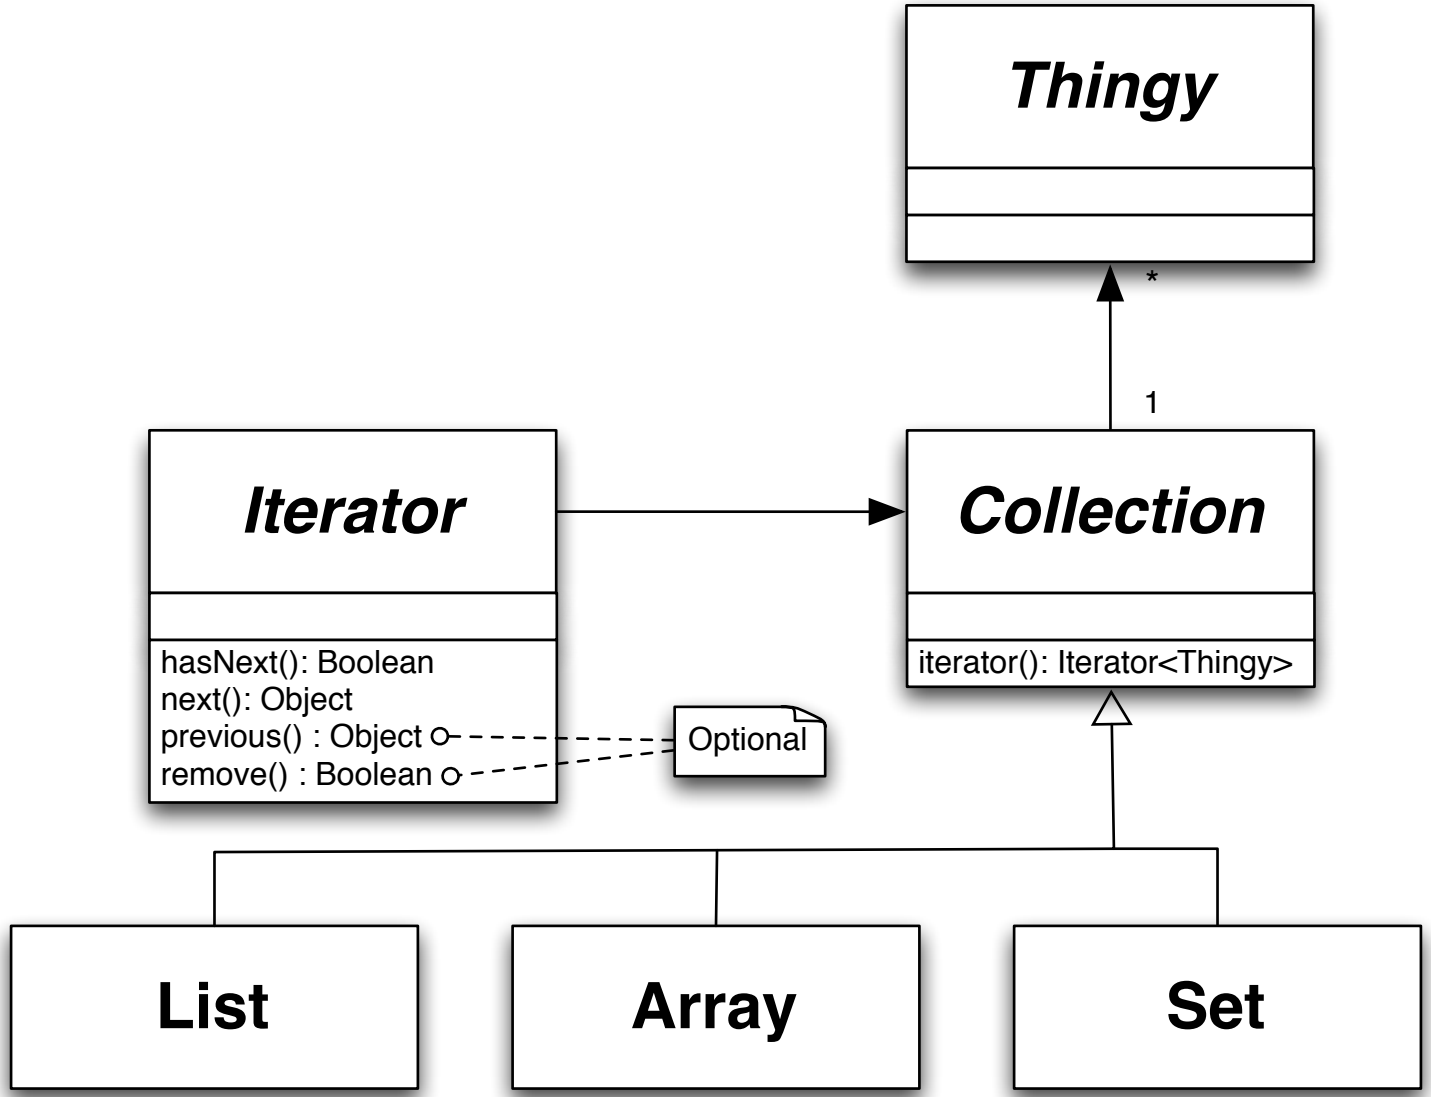 Thingy
*
1
Iterator
hasNext(): Boolean
next(): Object
previous() : Object
remove() : Boolean
Optional
Collection
iterator(): Iterator<Thingy>
List
Array
Set